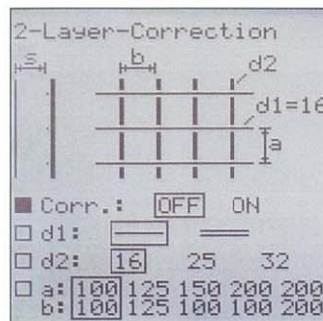 2-Layer-Correction
s b d2
d1=16
a
Corr.: OFF ON
d1:
d2: 16 25 32
a: 100 125 150 200 200
b: 100 125 100 100 200